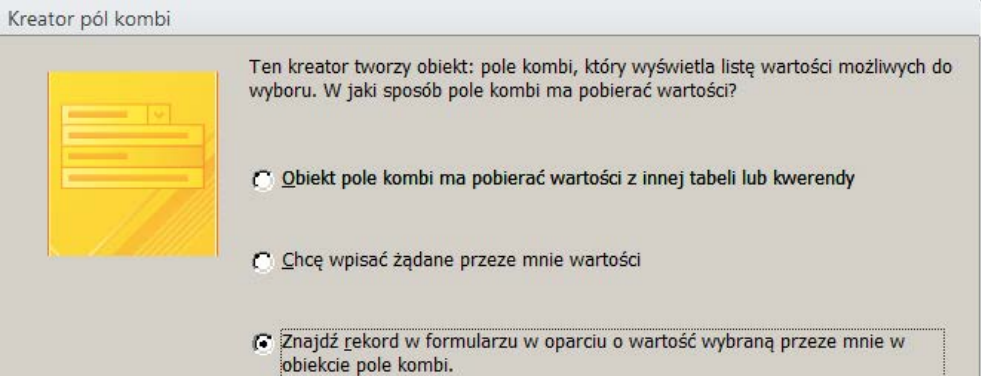 Kreator pól kombi
Ten kreator tworzy obiekt: pole kombi, który wyświetla listę wartości możliwych do
wyboru. W jaki sposób pole kombi ma pobierać wartości?
Obiekt pole kombi ma pobierać wartości z innej tabeli lub kwerendy
Chcę wpisać żądane przeze mnie wartości
Znajdź rekord w formularzu w oparciu o wartość wybraną przeze mnie w
obiekcie pole kombi.